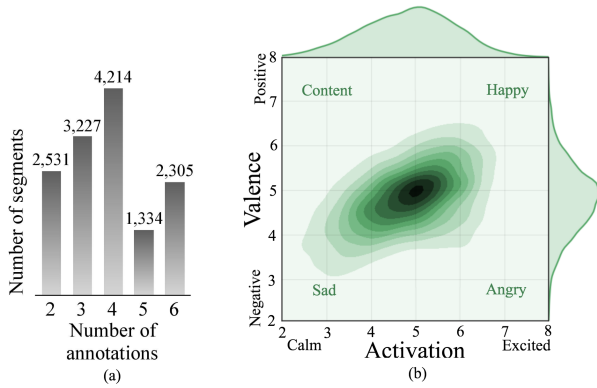 4,214
3,227
2,531
2,305
1,334
Number of segments
2 3 4 5 6
Number of
annotations
(a)
(b)
8
7
6
5
4
3
2
Positive
Valence
Negative
Content
Happy
Sad
Angry
2 3 4 5 6 7 8
Calm
Activation
Excited